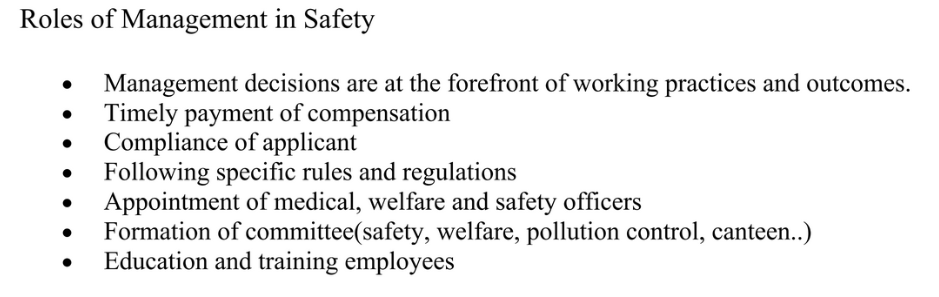 Roles of Management in Safety
• Management decisions are at the forefront of working practices and outcomes.
• Timely payment of compensation
• Compliance of applicant
• Following specific rules and regulations
• Appointment of medical, welfare and safety officers
• Formation of committee(safety, welfare, pollution control, canteen..)
• Education and training employees